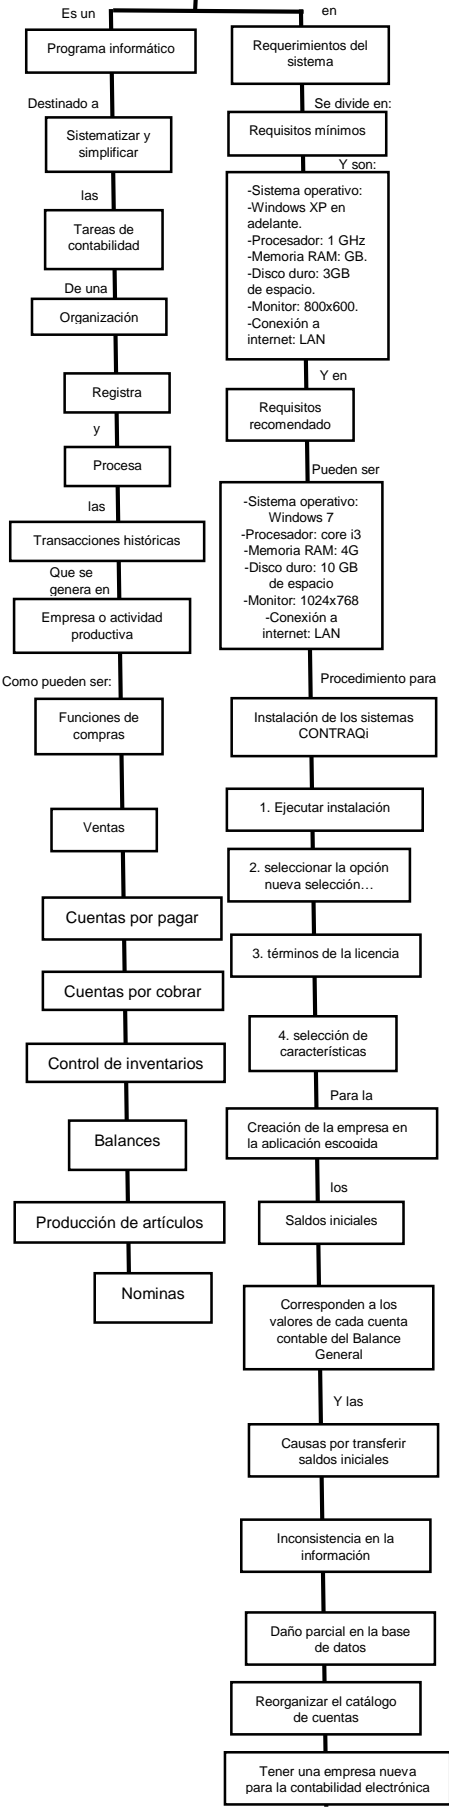 Es un
Programa informático
Destinado a
Sistematizar y
simplificar
las
Tareas de
contabilidad
De una
Organización
Registra
y
Procesa
las
Transacciones históricas
Que se
genera en
Empresa o actividad
productiva
Como pueden ser:
Funciones de
compras
Ventas
Cuentas por pagar
Cuentas por cobrar
Control de inventarios
Balances
Producción de artículos
Nominas
en
Requerimientos del
sistema
Se divide en:
Requisitos mínimos
Y son:
-Sistema operativo:
-Windows XP en
adelante.
-Procesador: 1 GHz
-Memoria RAM: GB.
-Disco duro: 3GB
de espacio.
-Monitor: 800x600.
-Conexión a
internet: LAN
Y en
Requisitos
recomendado
Pueden ser
-Sistema operativo:
Windows 7
-Procesador: core i3
-Memoria RAM: 4G
-Disco duro: 10 GB
de espacio
-Monitor: 1024x768
-Conexión a
internet: LAN
Procedimiento para
Instalación de los sistemas
CONTRAQi
1. Ejecutar instalación
2. seleccionar la opción
nueva selección…
3. términos de la licencia
4. selección de
características
Para la
Creación de la empresa en
la aplicación escogida
los
Saldos iniciales
Corresponden a los
valores de cada cuenta
contable del Balance
General
Y las
Causas por transferir
saldos iniciales
Inconsistencia en la
información
Daño parcial en la base
de datos
Reorganizar el catálogo
de cuentas
Tener una empresa nueva
para la contabilidad electrónica